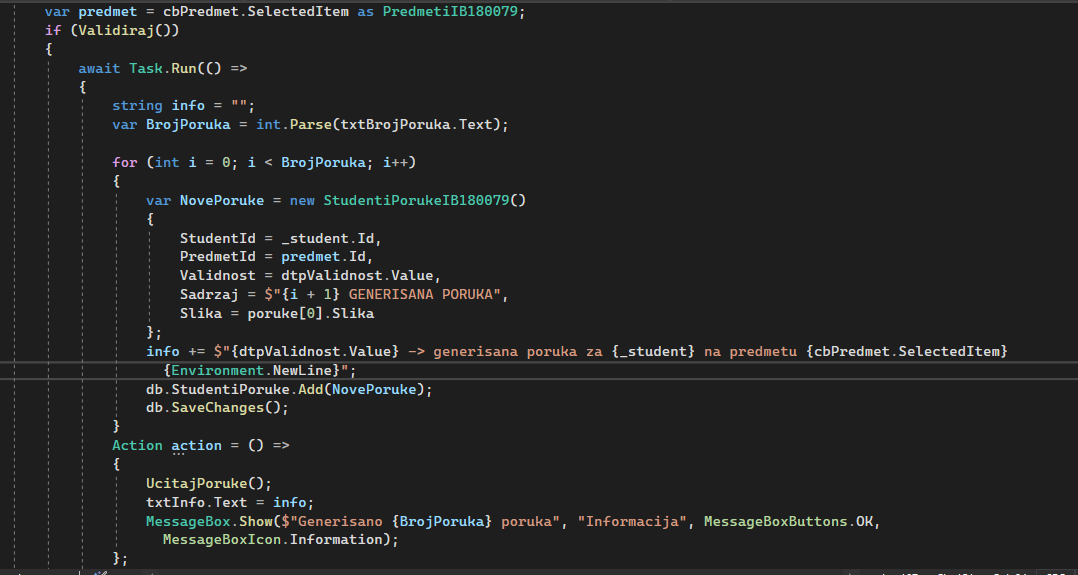 var predmet = cbPredmet.SelectedItem as PredmetiIB180079;
if (Validiraj())
{
await Task.Run(() =>
{
string info = "";
var BrojPoruka = int.Parse(txtBrojPoruka.Text);
for (int i = 0; i < BrojPoruka; i++)
{
var NovePoruke = new StudentiPorukeIB180079()
{
StudentId = _student.Id,
PredmetId = predmet.Id,
Validnost = dtpValidnost.Value,
Sadrzaj = $"{i + 1} GENERISANA PORUKA",
Slika = poruke[0].Slika
};
info += $"{dtpValidnost.Value} -> generisana poruka za {_student} na predmetu {cbPredmet.SelectedItem}
{Environment.NewLine}";
db.StudentiPoruke.Add(NovePoruke);
db.SaveChanges();
}
Action action = () =>
{
UcitajPoruke();
txtInfo.Text = info;
MessageBox.Show($"Generisano {BrojPoruka} poruka", "Informacija", MessageBoxButtons.OK,
MessageBoxIcon.Information);
};